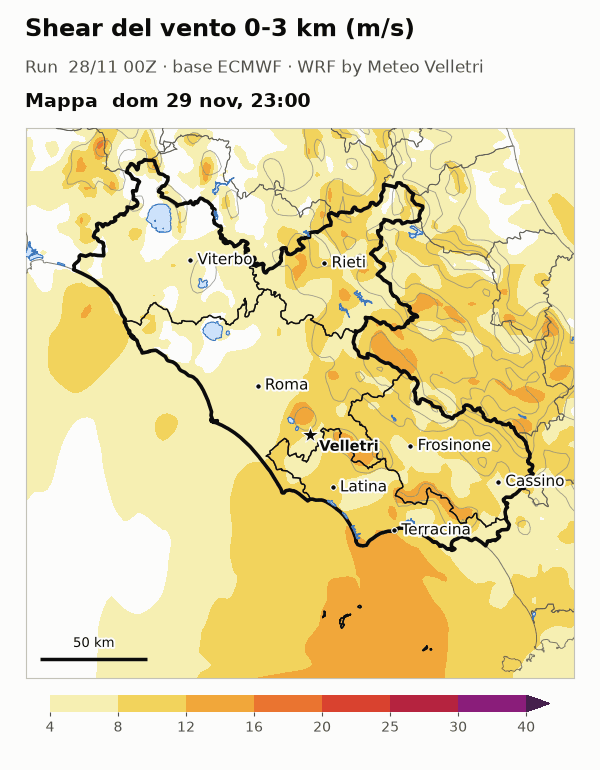 Shear del vento 0-3 km (m/s)
Run  28/11 00Z · base ECMWF · WRF by Meteo Velletri
Mappa  dom 29 nov, 23:00
Viterbo
Rieti
Roma
Velletri
Frosinone
Cassino
Latina
Terracina
50 km
4 8 12 16 20 25 30 40